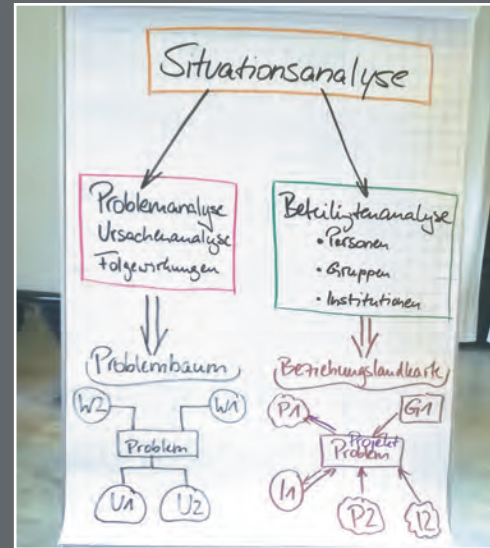 Situationsanalyse
Problemanalyse
Ursachenanalyse
Folgewirkungen
Beteiligtenanalyse
• Personen
• Gruppen
• Institutionen
Problembaum
W2
W1
Problem
U1
U2
Beziehungslandkarte
P1
G1
Projekt
Problem
I1
P2
I2